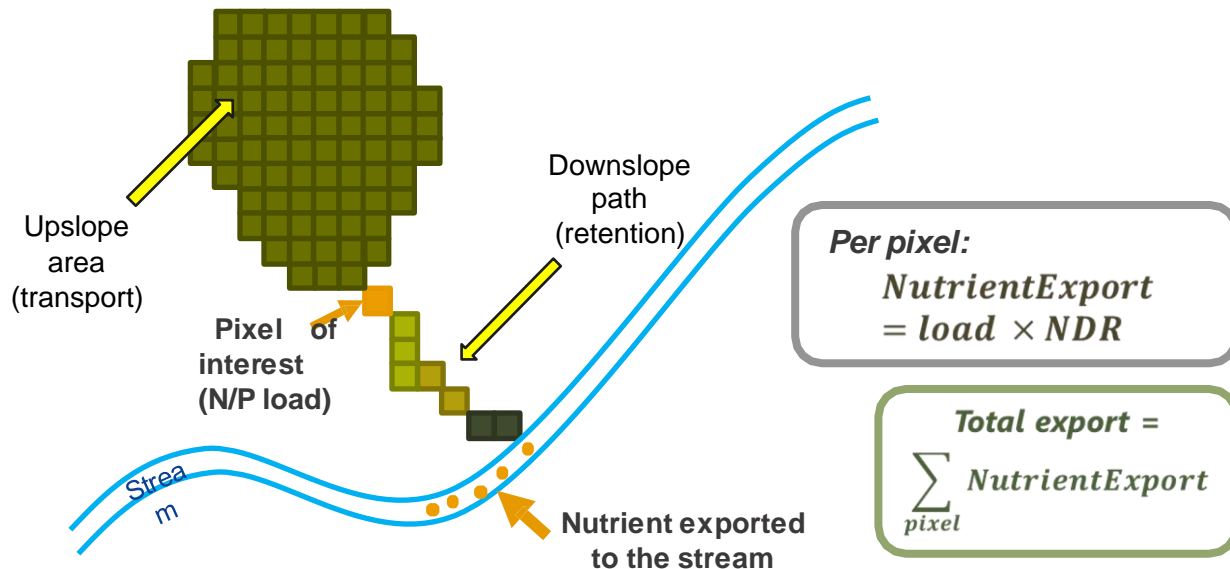 Upslope
area
(transport)
Downslope
path
(retention)
Pixel of
interest
(N/P load)
Strea
m
Nutrient exported
to the stream
Per pixel:
NutrientExport
= load × NDR
Total export =
∑ NutrientExport
pixel